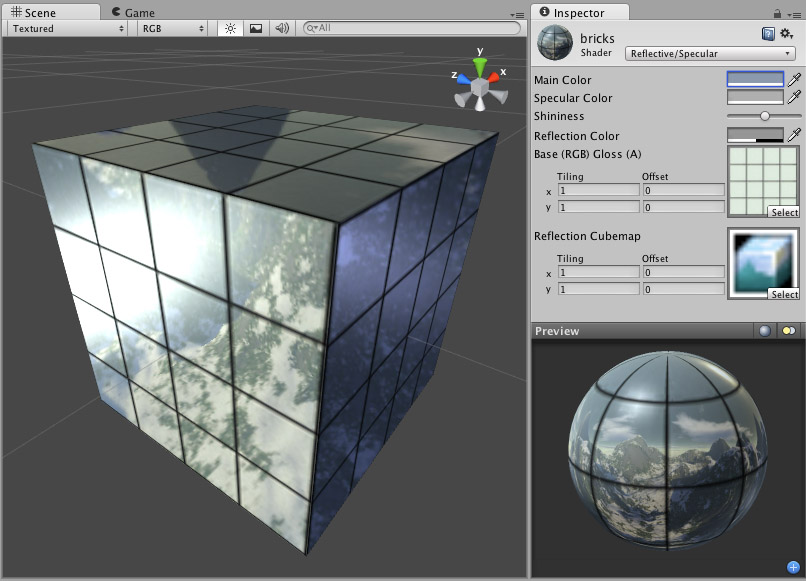 Scene
Game
Textured
RGB
All
y
x
z
Inspector
bricks
Shader
Reflective/Specular
Main Color
Specular Color
Shininess
Reflection Color
Base (RGB) Gloss (A)
Tiling Offset
x 1 0
y 1 0
Select
Reflection Cubemap
Tiling Offset
x 1 0
y 1 0
Select
Preview